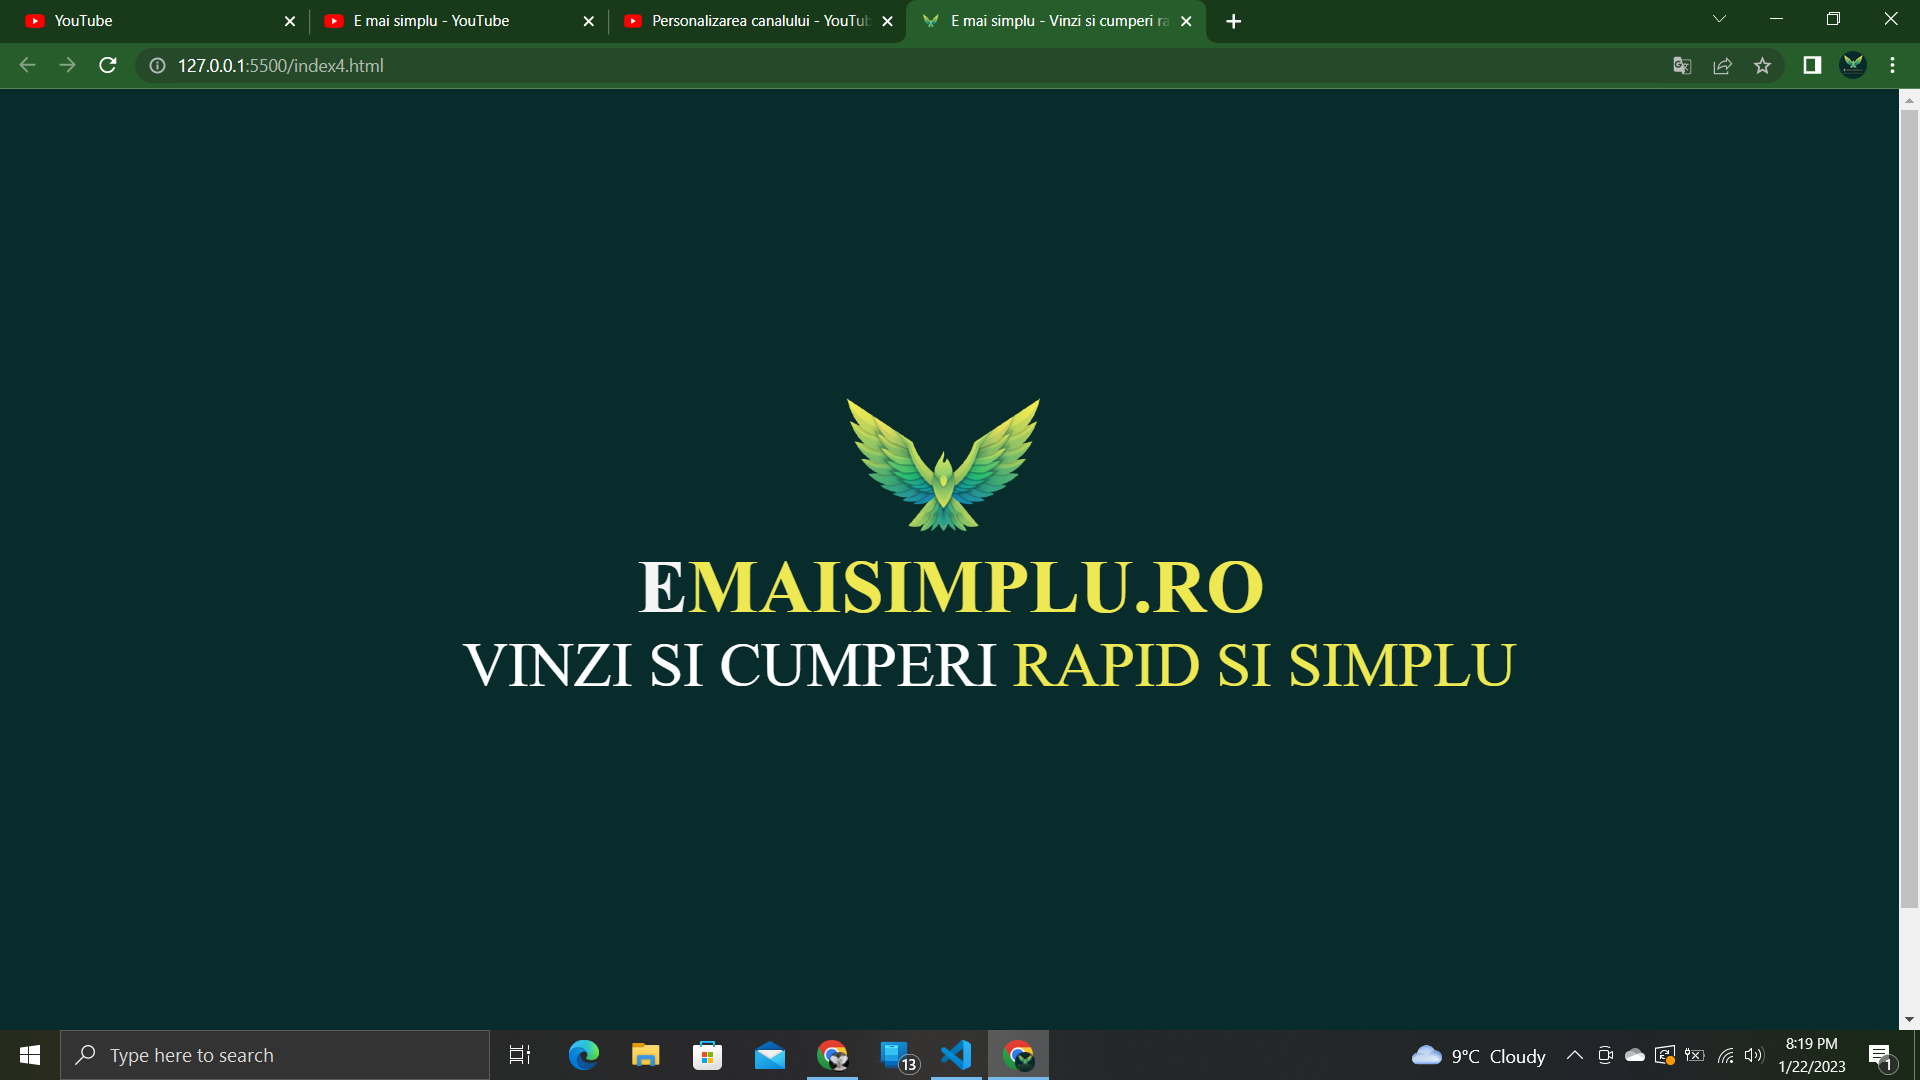 YouTube
E mai simplu - YouTube
Personalizarea canalului - YouTub
E mai simplu - Vinzi si cumperi ra
127.0.0.1:5500/index4.html
EMAISIMPLU.RO
VINZI SI CUMPERI RAPID SI SIMPLU
Type here to search
13
9°C Cloudy
8:19 PM
1/22/2023
1